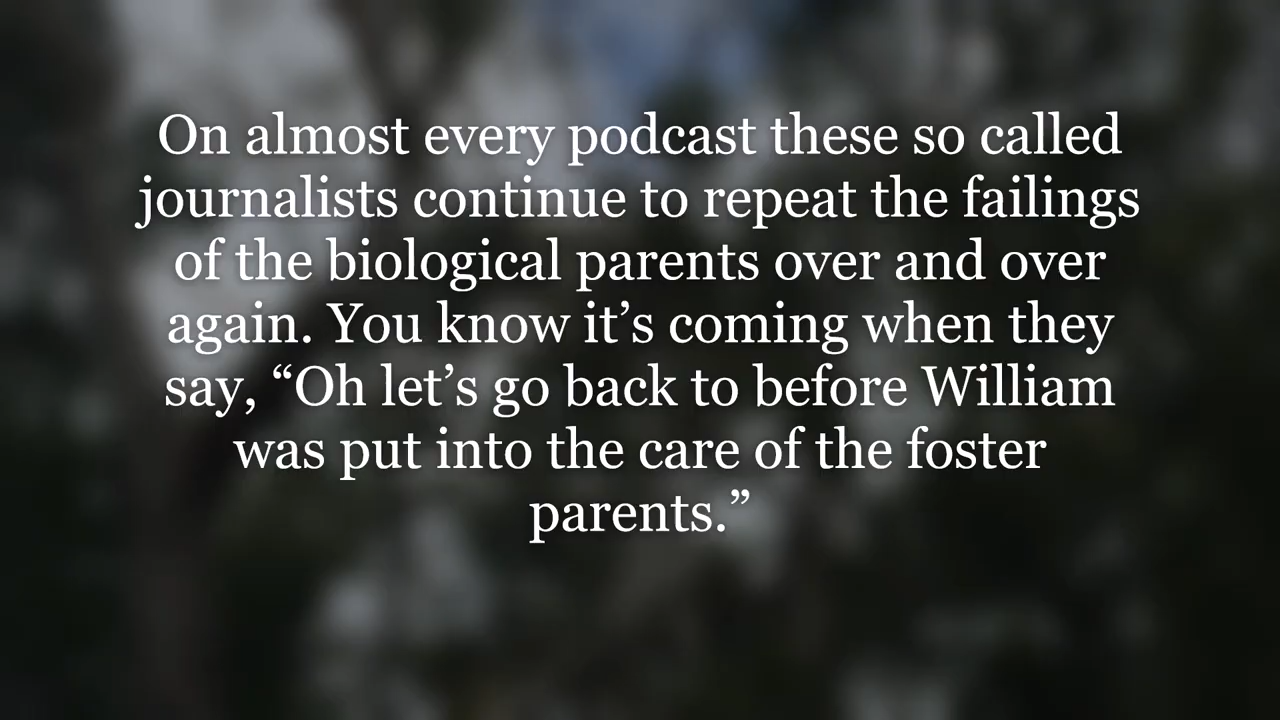 On almost every podcast these so called
journalists continue to repeat the failings
of the biological parents over and over
again. You know it’s coming when they
say, “Oh let’s go back to before William
was put into the care of the foster
parents.”